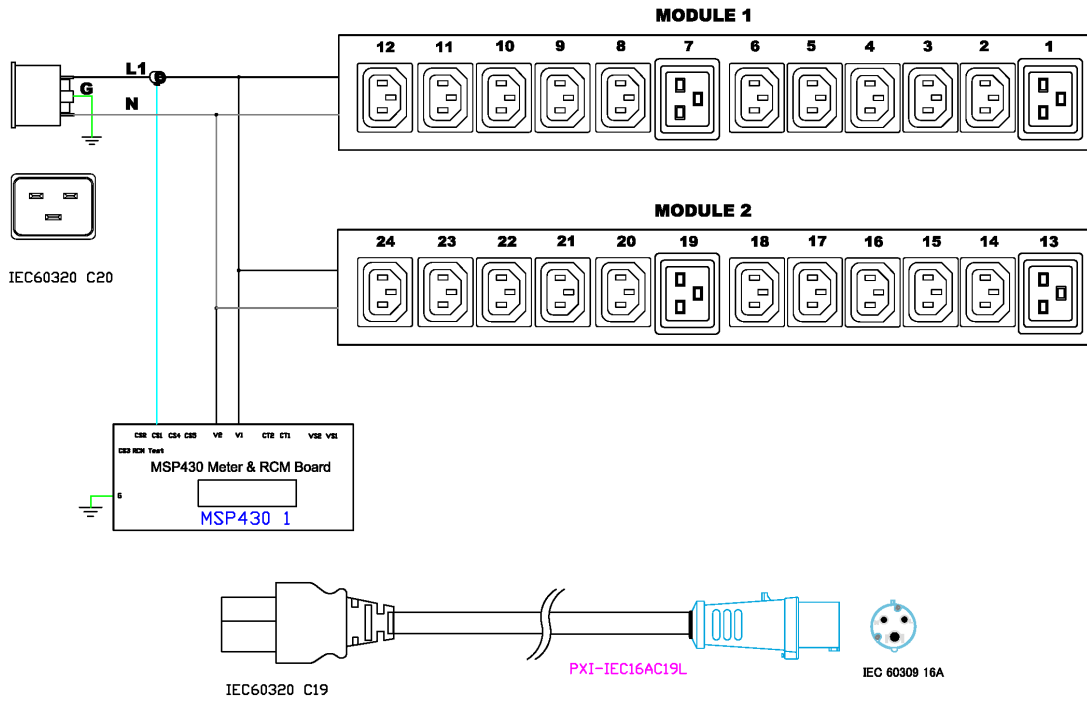 MODULE 1
12 11 10 9 8 7 6 5 4 3 2 1
L1
G
N
MODULE 2
24 23 22 21 20 19 18 17 16 15 14 13
IEC60320 C20
CS2 CS1 CS4 CS5 V2 V1 CT2 CT1 VS2 VS1
CS3 RCM Test
MSP430 Meter & RCM Board
G
MSP430 1
PXI-IEC16AC19L
IEC 60309 16A
IEC60320 C19